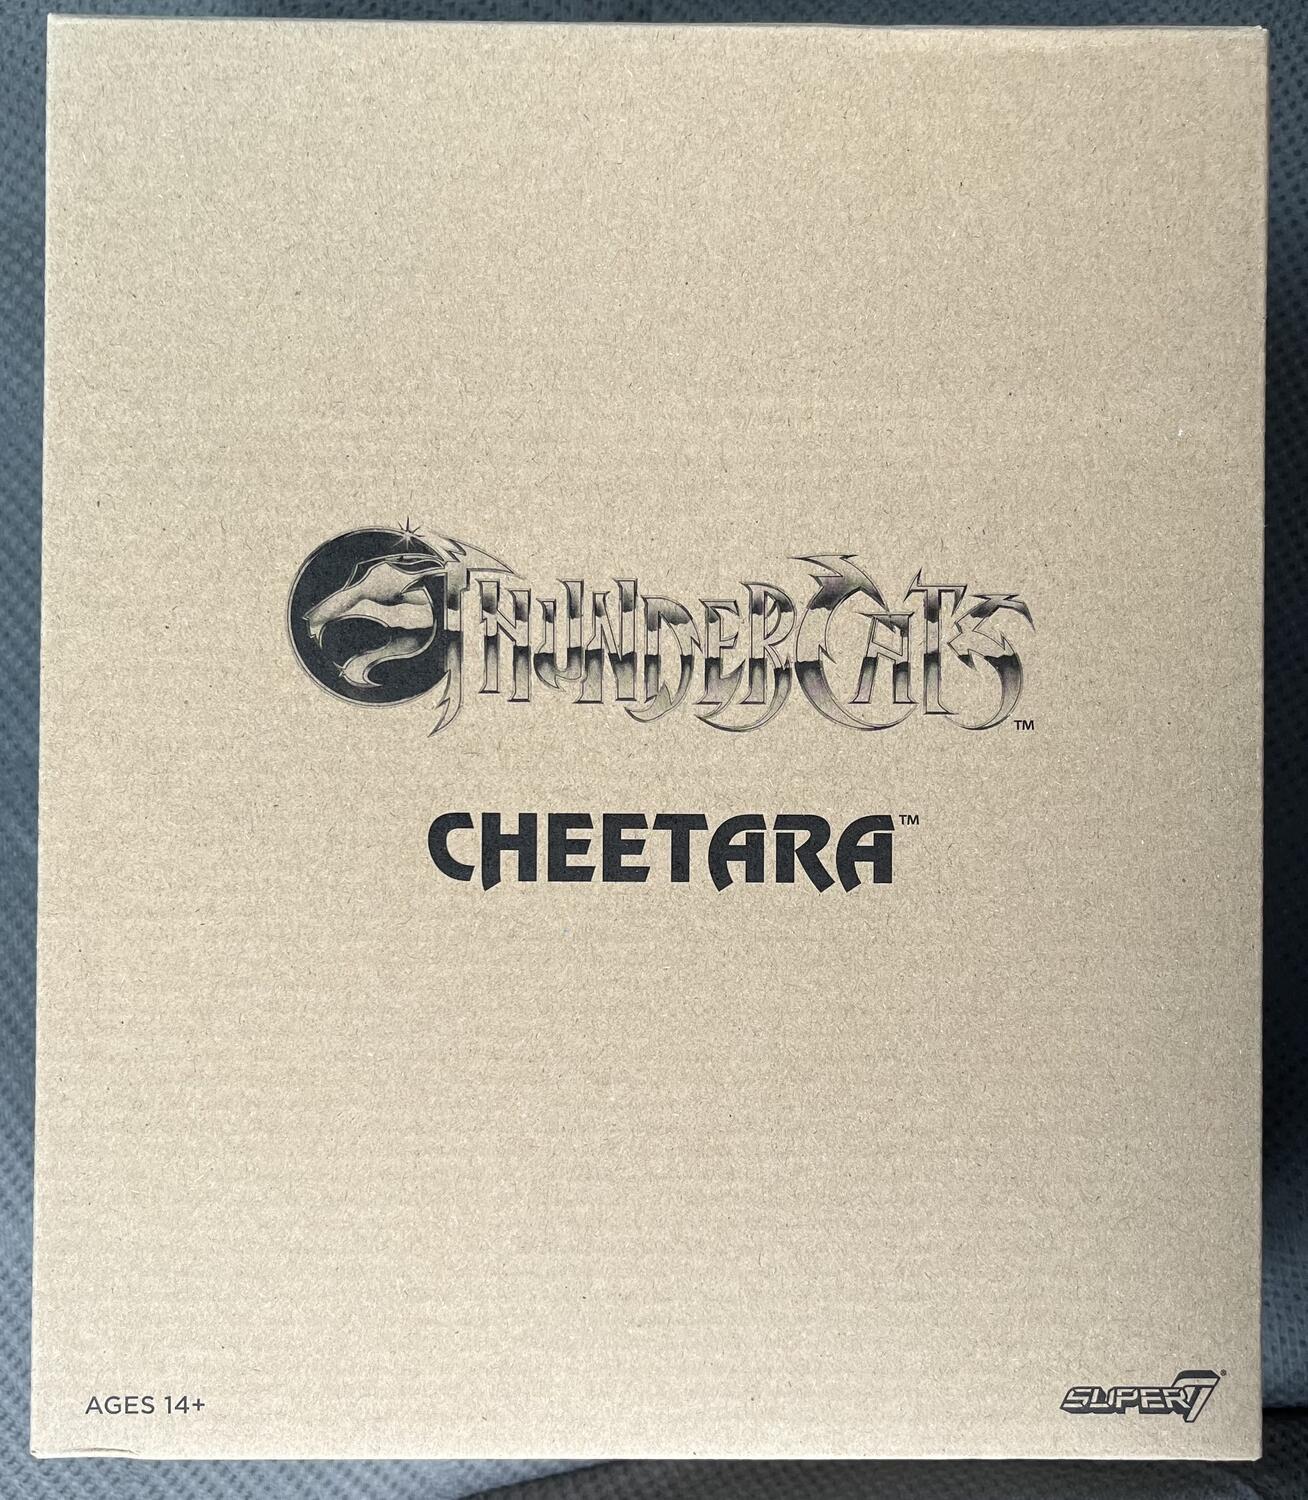 THUNDERCATS™
CHEETARA™
AGES 14+
SUPER7®